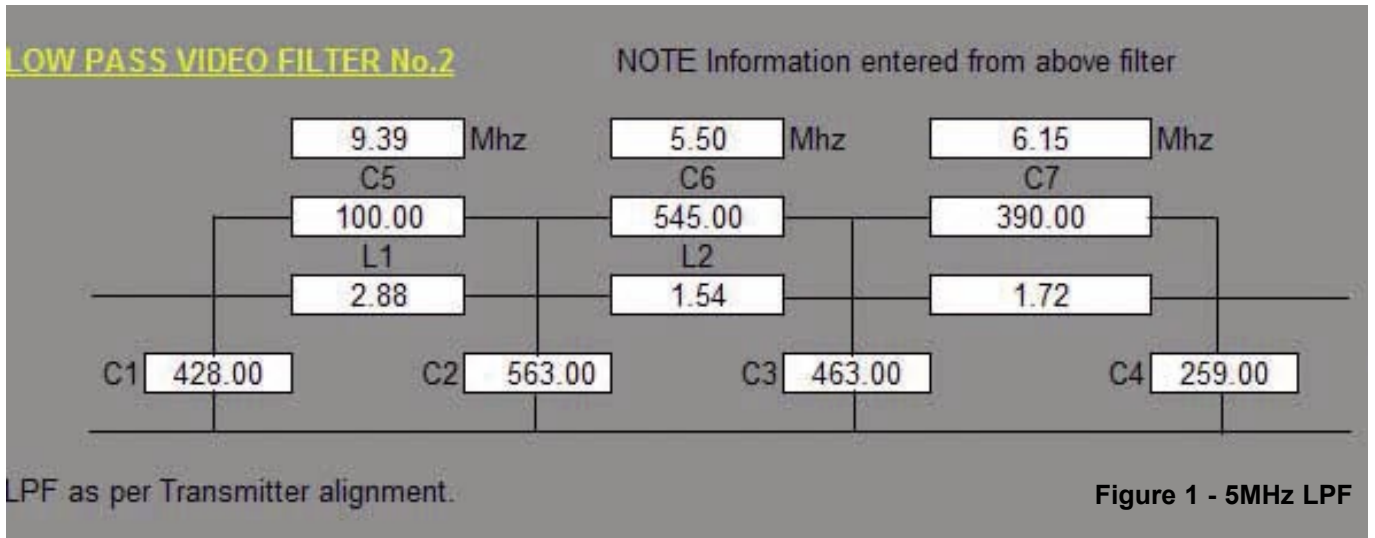 LOW PASS VIDEO FILTER No.2 NOTE Information entered from above filter
9.39 Mhz 5.50 Mhz 6.15 Mhz
C5 C6 C7
100.00 545.00 390.00
L1 L2
2.88 1.54 1.72
C1 428.00 C2 563.00 C3 463.00 C4 259.00
LPF as per Transmitter alignment. Figure 1 - 5MHz LPF